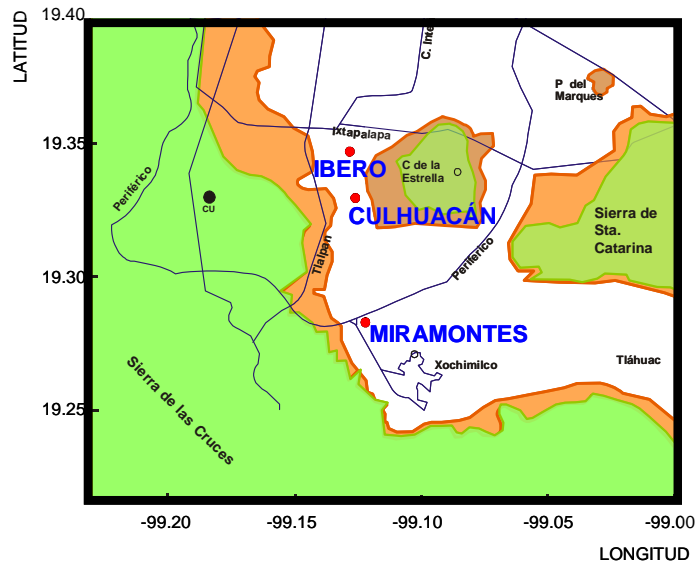 LATITUD
19.40
19.35
19.30
19.25
C. Inte
P del
Marques
Ixtapalapa
IBERO
C de la
Estrella
Periférico
CU
CULHUACÁN
Sierra de
Sta.
Catarina
Tlalpan
Periferico
MIRAMONTES
Xochimilco
Tláhuac
Sierra de las Cruces
-99.20
-99.15
-99.10
-99.05
-99.00
LONGITUD